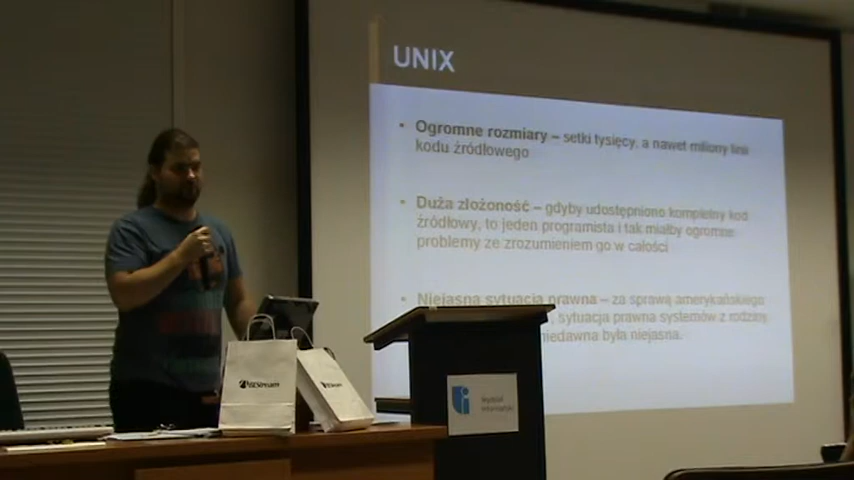 UNIX
• Ogromne rozmiary – setki tysięcy, a nawet miliony linii
kodu źródłowego
• Duża złożoność – gdyby udostępniono kompletny kod
źródłowy, to jeden programista i tak miałby ogromne
problemy ze zrozumieniem go w całości
• Niejasna sytuacja prawna – za sprawą amerykańskiego
, sytuacja prawna systemów z rodziny
niedawna była niejasna.
Wydział
Informatyki